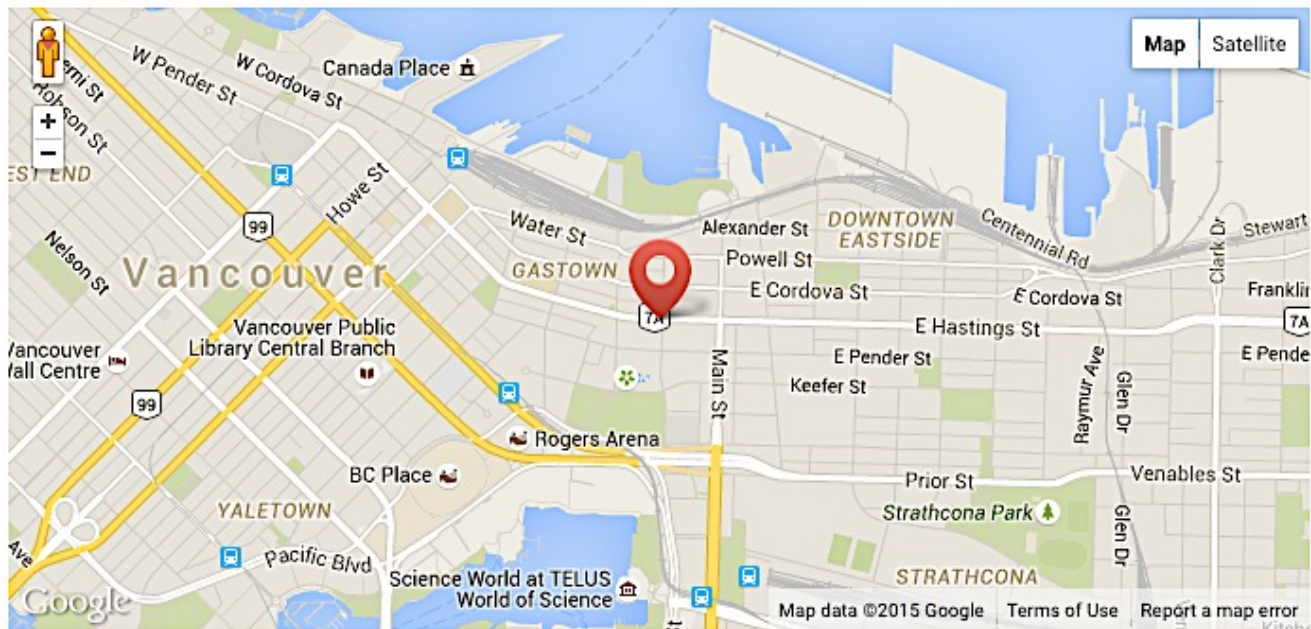 Map
Satellite
W Cordova St
Canada Place
W Pender St
Robson St
+
−
EST END
Howe St
99
Alexander St
DOWNTOWN
EASTSIDE
Centennial Rd
Clark Dr
Stewart
Water St
Powell St
Nelson St
Vancouver
GASTOWN
E Cordova St
E Cordova St
Franklin
7A
E Hastings St
7A
Vancouver Public
Library Central Branch
Vancouver
Wall Centre
E Pender St
E Pende
Keefer St
Main St
Raymur Ave
Glen Dr
99
Rogers Arena
BC Place
Prior St
Venables St
YALETOWN
Strathcona Park
Glen Dr
Ave
Pacific Blvd
Science World at TELUS
World of Science
STRATHCONA
Google
Map data ©2015 Google
Terms of Use
Report a map error